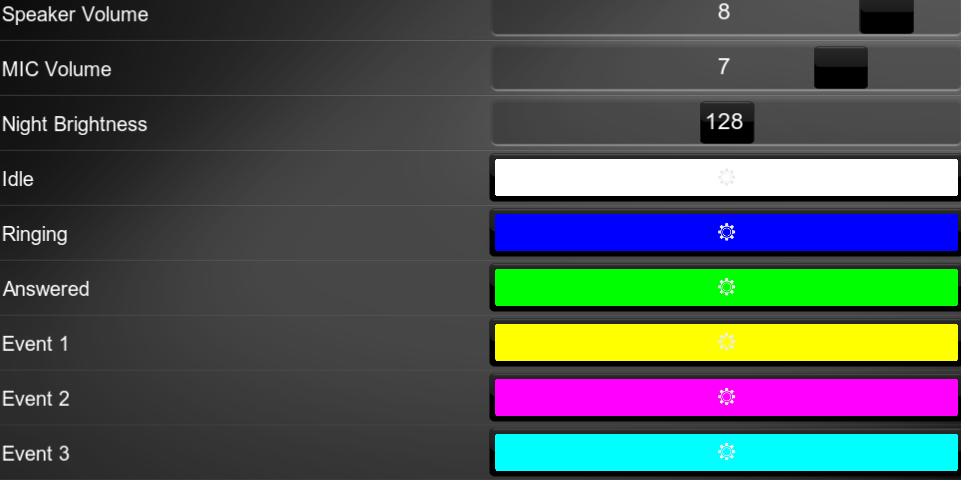 Speaker Volume 8
MIC Volume 7
Night Brightness 128
Idle
Ringing
Answered
Event 1
Event 2
Event 3